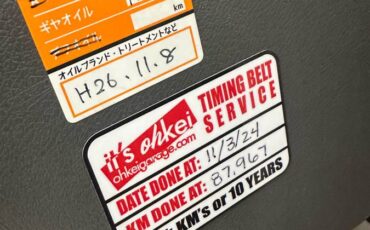 ギヤオイル
km
オイルブランド・トリートメントなど
H26.11.8
it's ohkei
ohkeigarage.com
TIMING BELT
SERVICE
DATE DONE AT: 11/3/24
KM DONE AT: 87,967
KM's or 10 YEARS